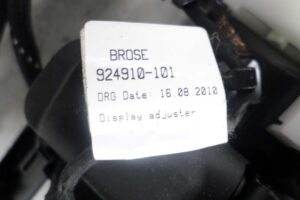 BROSE
924910-101
DRG Date: 16.08.2010
Display adjuster